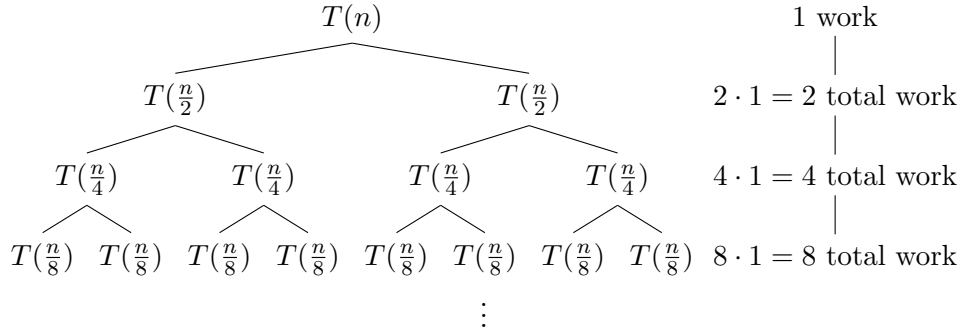 T(n) 1 work
T(n/2) T(n/2) 2 · 1 = 2 total work
T(n/4) T(n/4) T(n/4) T(n/4) 4 · 1 = 4 total work
T(n/8) T(n/8) T(n/8) T(n/8) T(n/8) T(n/8) T(n/8) T(n/8) 8 · 1 = 8 total work
⋮